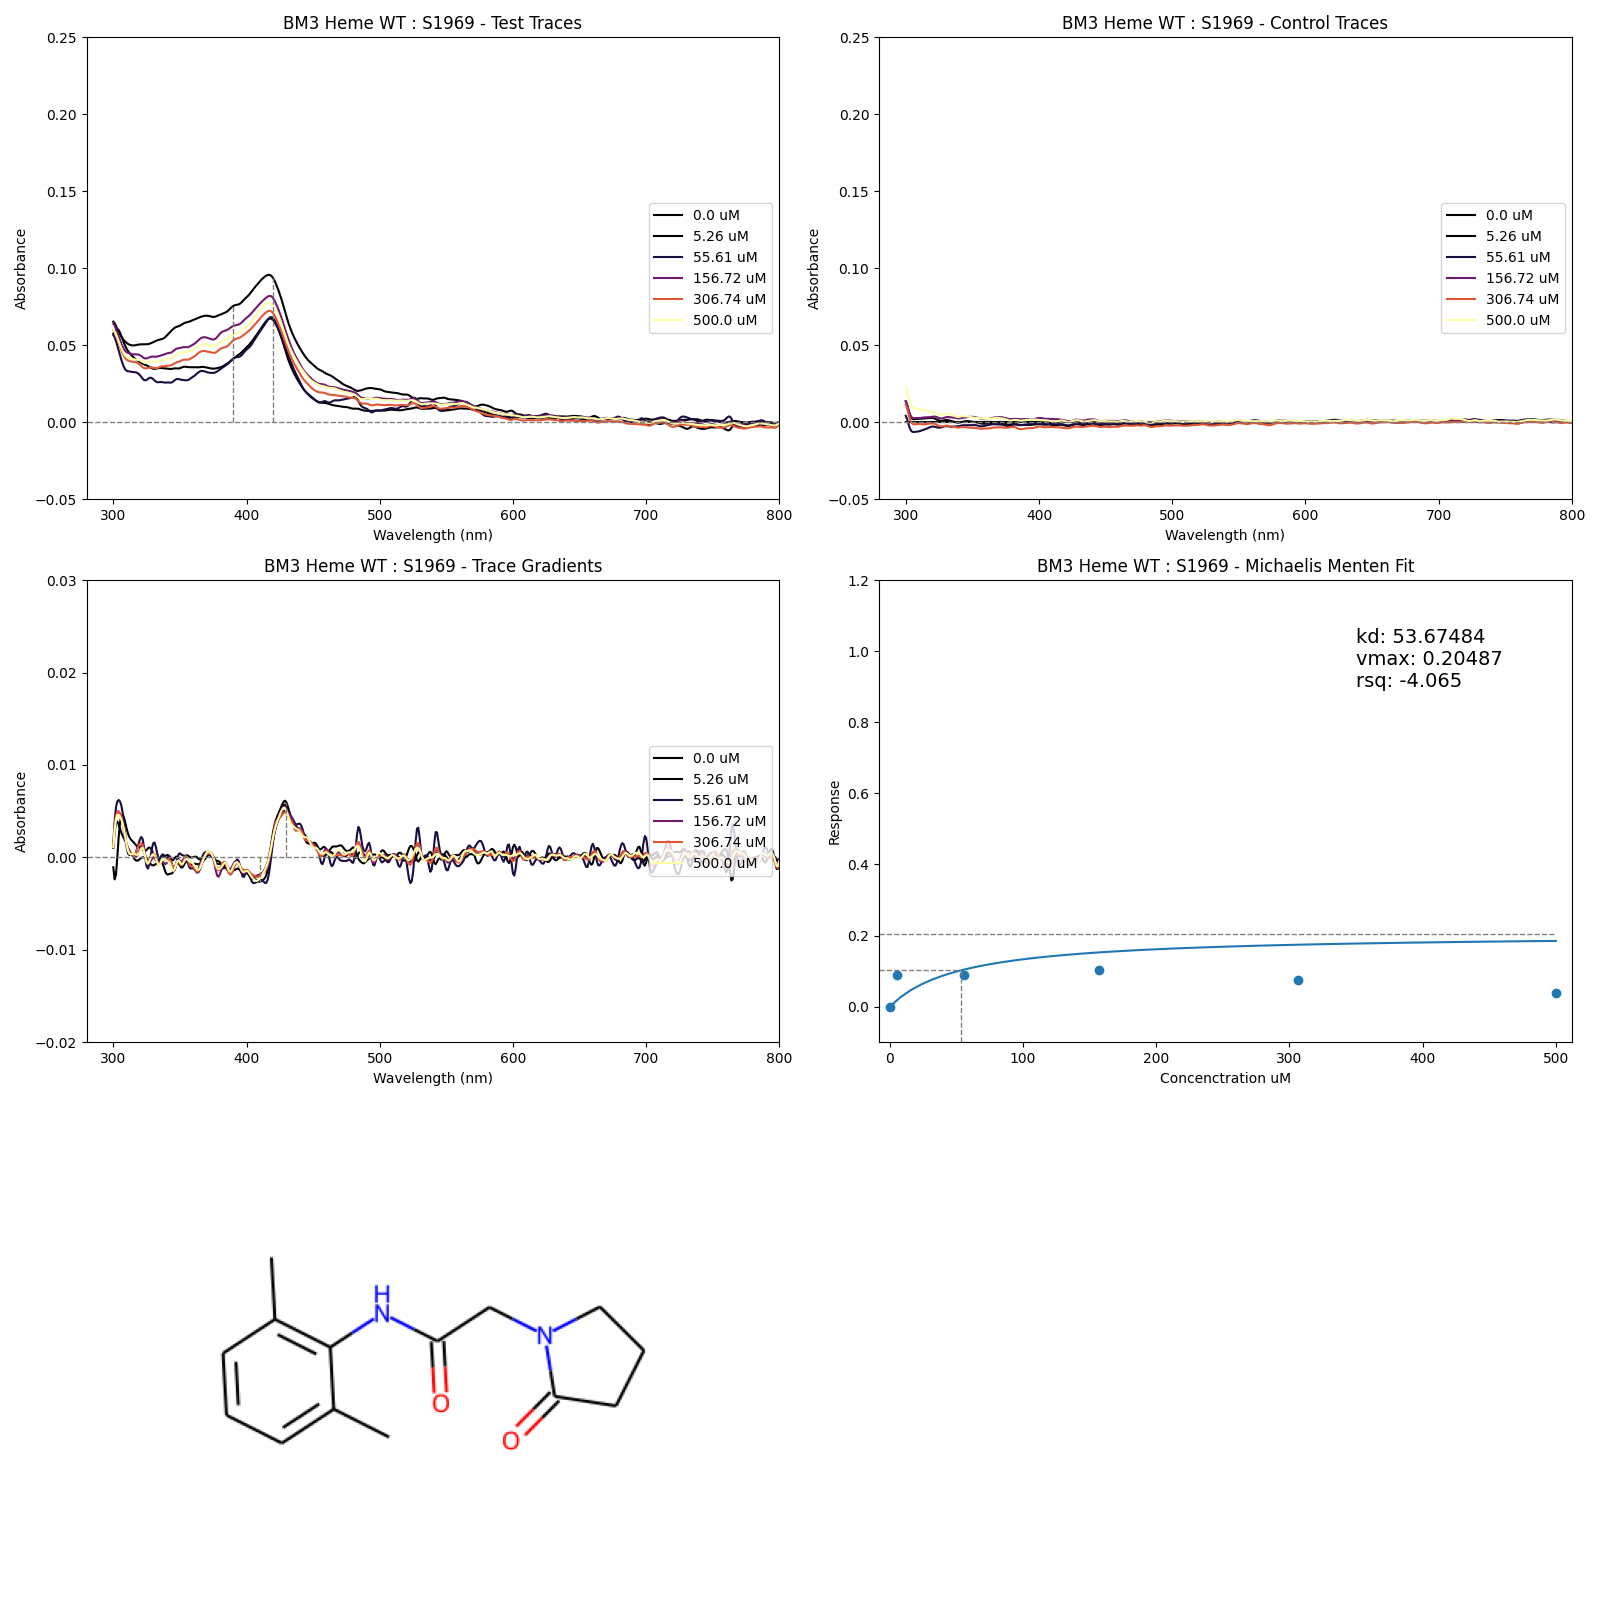 BM3 Heme WT : S1969 - Test Traces
Absorbance
0.25
0.20
0.15
0.10
0.05
0.00
−0.05
300 400 500 600 700 800
Wavelength (nm)
0.0 uM
5.26 uM
55.61 uM
156.72 uM
306.74 uM
500.0 uM
BM3 Heme WT : S1969 - Control Traces
Absorbance
0.25
0.20
0.15
0.10
0.05
0.00
−0.05
300 400 500 600 700 800
Wavelength (nm)
0.0 uM
5.26 uM
55.61 uM
156.72 uM
306.74 uM
500.0 uM
BM3 Heme WT : S1969 - Trace Gradients
Absorbance
0.03
0.02
0.01
0.00
−0.01
−0.02
300 400 500 600 700 800
Wavelength (nm)
0.0 uM
5.26 uM
55.61 uM
156.72 uM
306.74 uM
500.0 uM
BM3 Heme WT : S1969 - Michaelis Menten Fit
Response
1.2
1.0
0.8
0.6
0.4
0.2
0.0
0 100 200 300 400 500
Concenctration uM
kd: 53.67484
vmax: 0.20487
rsq: -4.065
H
N
N
O
O